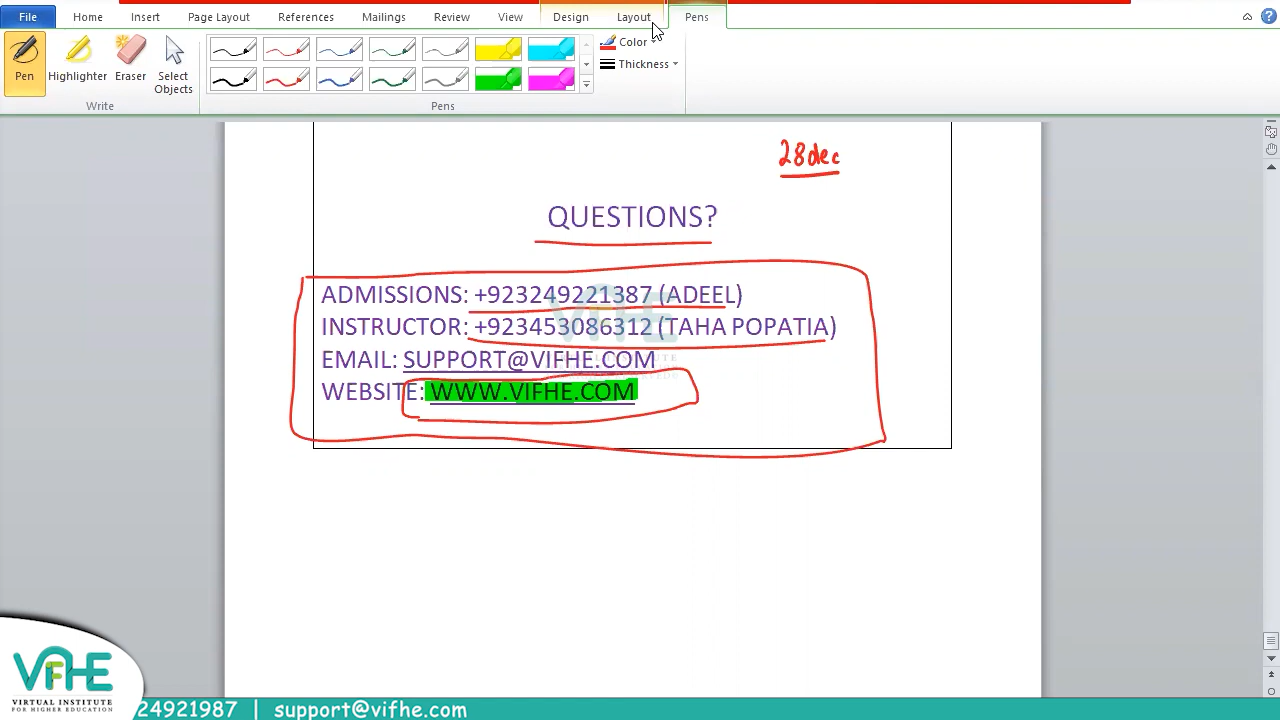 File Home Insert Page Layout References Mailings Review View Design Layout Pens
Pen Highlighter Eraser Select Objects
Color
Thickness
Write Pens
28dec
QUESTIONS?
ADMISSIONS: +923249221387 (ADEEL)
INSTRUCTOR: +923453086312 (TAHA POPATIA)
EMAIL: SUPPORT@VIFHE.COM
WEBSITE: WWW.VIFHE.COM
VIFHE
VIRTUAL INSTITUTE
FOR HIGHER EDUCATION
24921987 | support@vifhe.com